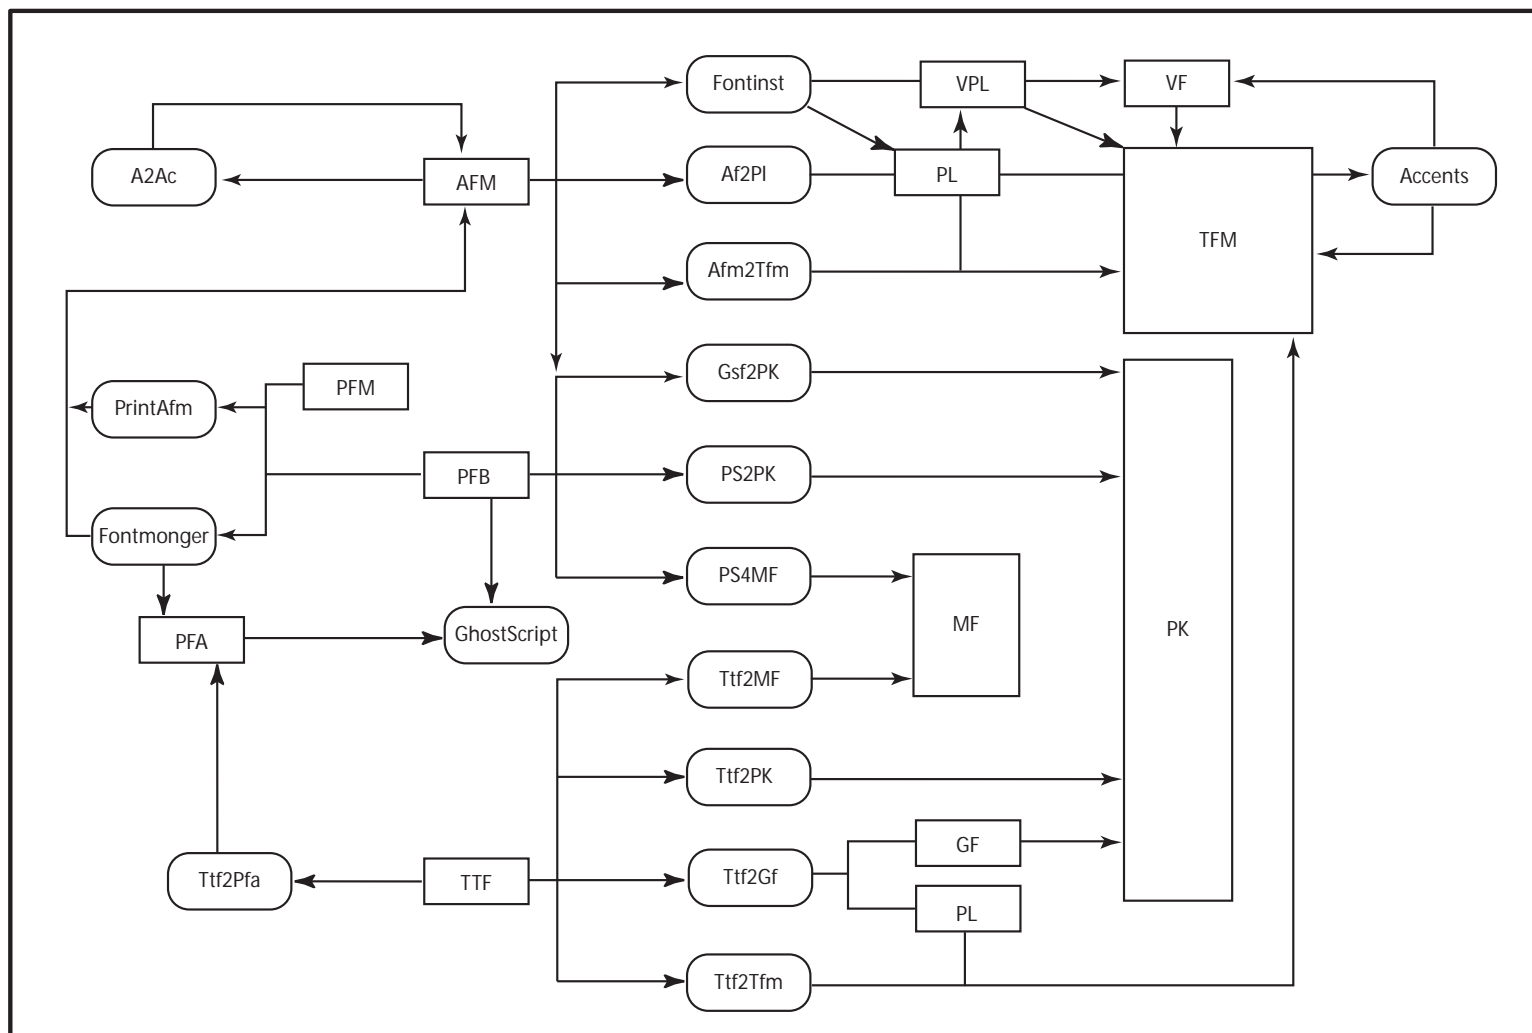 Fontinst
VPL
VF
A2Ac
AFM
Af2Pl
PL
Accents
TFM
Afm2Tfm
PFM
Gsf2PK
PrintAfm
PFB
PS2PK
Fontmonger
PS4MF
MF
PK
PFA
GhostScript
Ttf2MF
Ttf2PK
GF
Ttf2Pfa
TTF
Ttf2Gf
PL
Ttf2Tfm